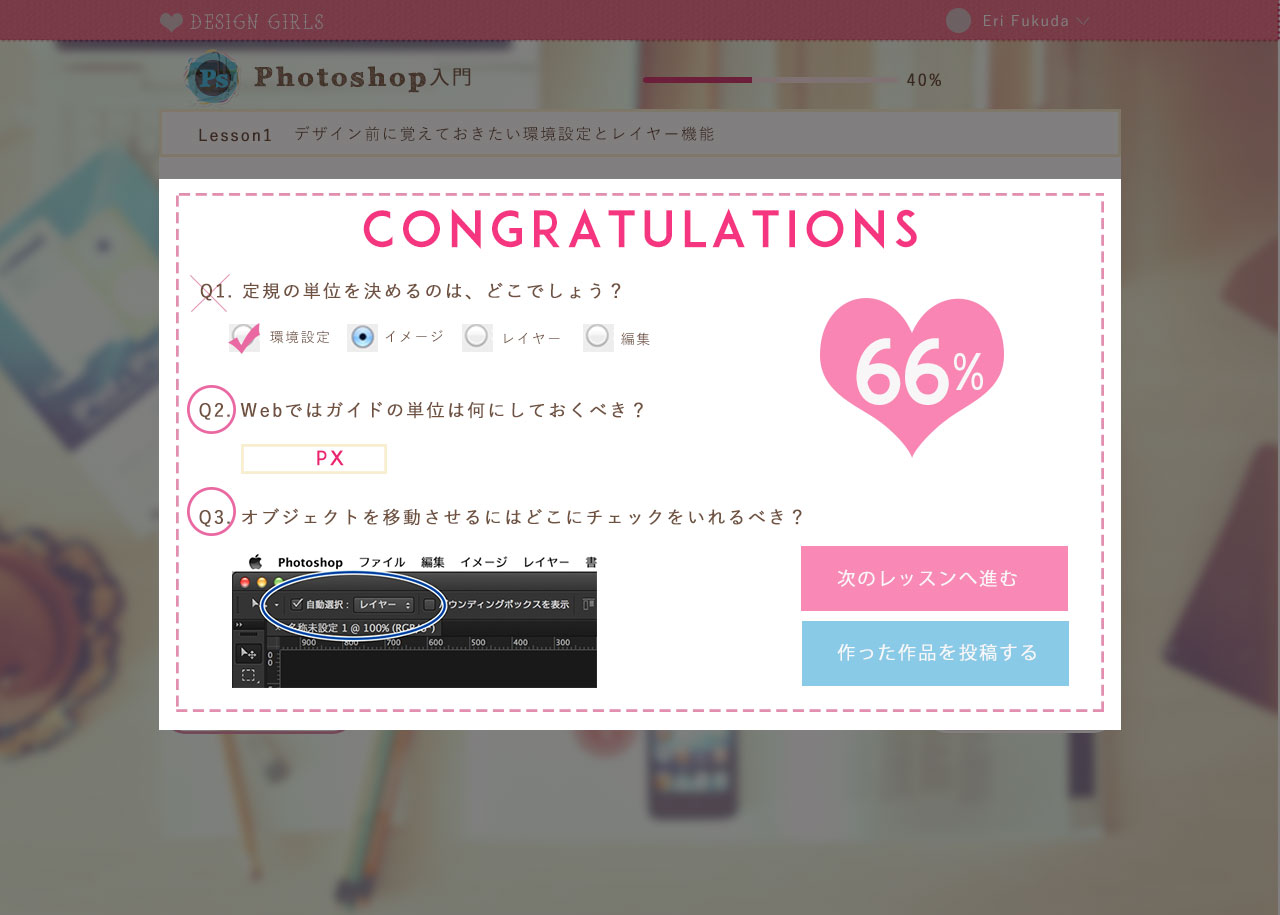 DESIGN GIRLS
Eri Fukuda
Ps Photoshop入門
40%
Lesson1 デザイン前に覚えておきたい環境設定とレイヤー機能
CONGRATULATIONS
Q1. 定規の単位を決めるのは、どこでしょう？
環境設定 イメージ レイヤー 編集
66%
Q2. Webではガイドの単位は何にしておくべき？
PX
Q3. オブジェクトを移動させるにはどこにチェックをいれるべき？
Photoshop ファイル 編集 イメージ レイヤー 書
自動選択： レイヤー バウンディングボックスを表示
名称未設定 1 @ 100% (RGB/8*)
900 800 700 600 500 400 300
0
0
次のレッスンへ進む
作った作品を投稿する